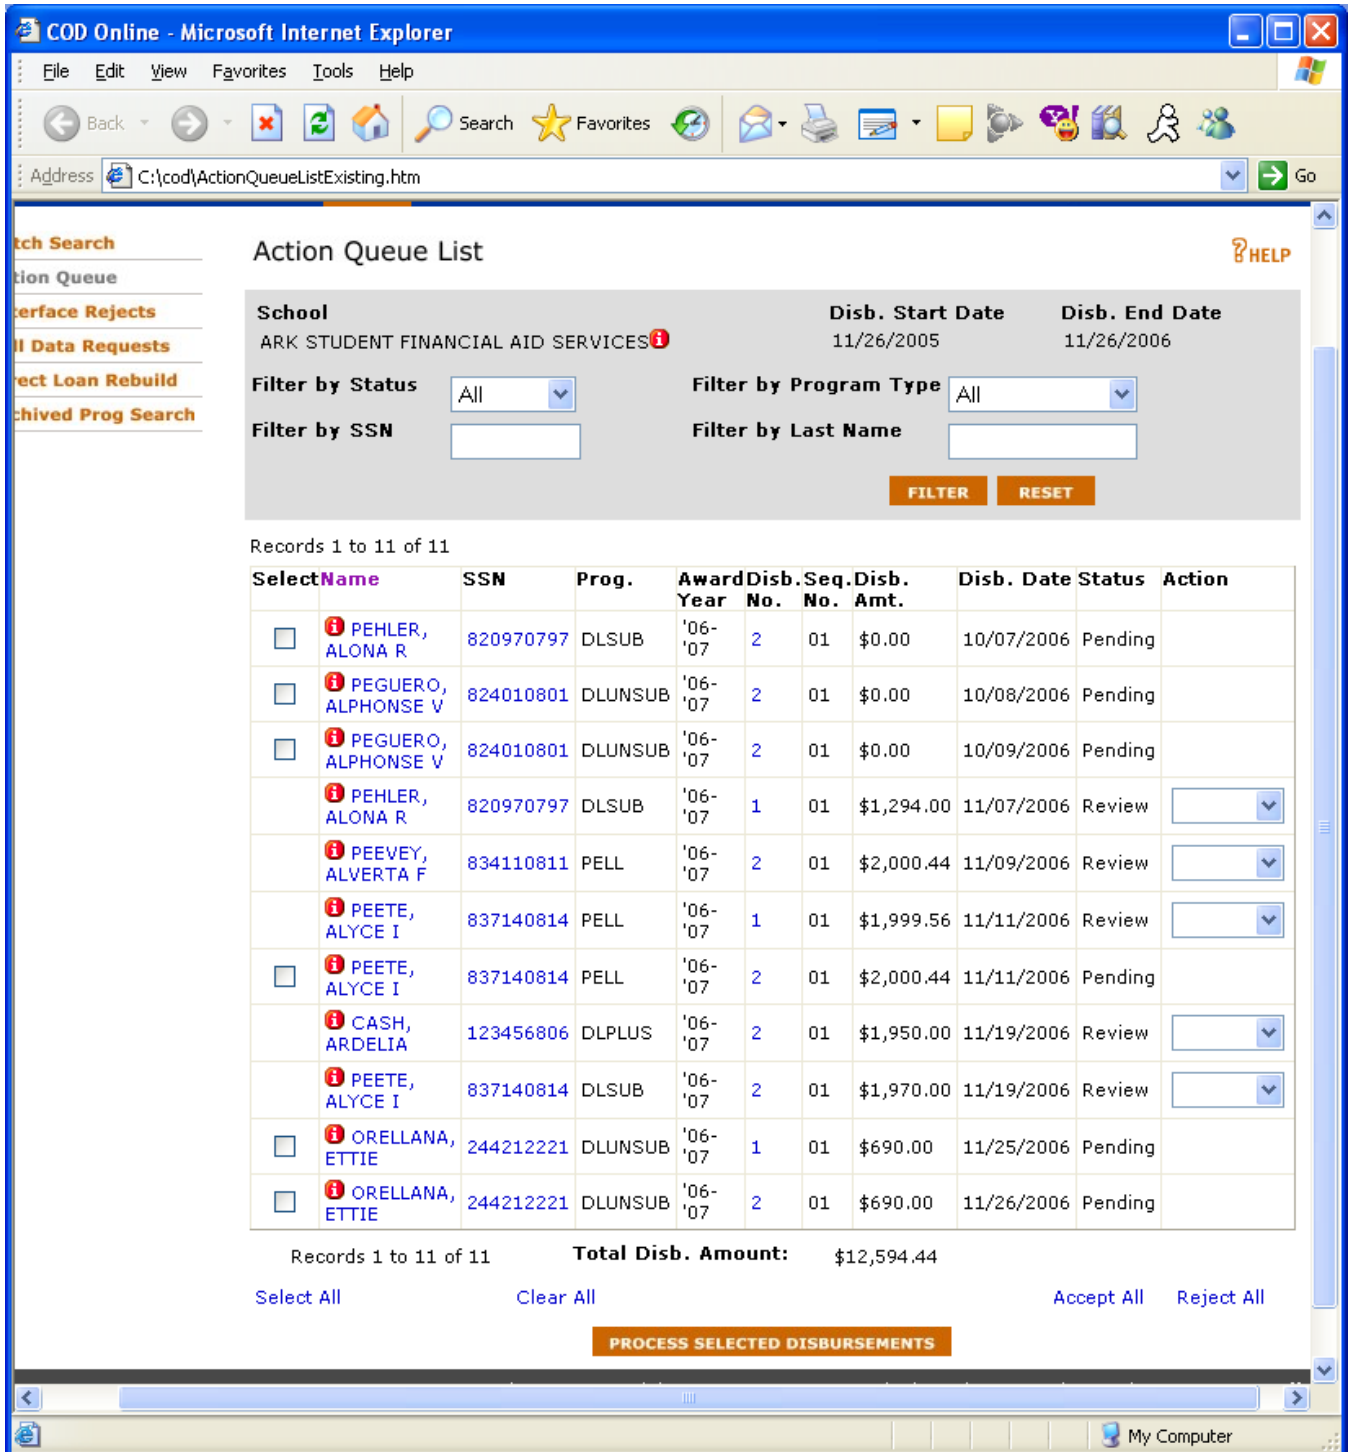 COD Online - Microsoft Internet Explorer
File Edit View Favorites Tools Help
Back Search Favorites
Address C:\cod\ActionQueueListExisting.htm Go
tch Search
tion Queue
terface Rejects
ll Data Requests
rect Loan Rebuild
chived Prog Search
Action Queue List
HELP
School Disb. Start Date Disb. End Date
ARK STUDENT FINANCIAL AID SERVICES 11/26/2005 11/26/2006
Filter by Status All Filter by Program Type All
Filter by SSN Filter by Last Name
FILTER RESET
Records 1 to 11 of 11
Select Name SSN Prog. Award Disb. Seq. Disb. Disb. Date Status Action
Year No. No. Amt.
PEHLER, '06-
ALONA R 820970797 DLSUB '07 2 01 $0.00 10/07/2006 Pending
PEGUERO, '06-
ALPHONSE V 824010801 DLUNSUB '07 2 01 $0.00 10/08/2006 Pending
PEGUERO, '06-
ALPHONSE V 824010801 DLUNSUB '07 2 01 $0.00 10/09/2006 Pending
PEHLER, '06-
ALONA R 820970797 DLSUB '07 1 01 $1,294.00 11/07/2006 Review
PEEVEY, '06-
ALVERTA F 834110811 PELL '07 2 01 $2,000.44 11/09/2006 Review
PEETE, '06-
ALYCE I 837140814 PELL '07 1 01 $1,999.56 11/11/2006 Review
PEETE, '06-
ALYCE I 837140814 PELL '07 2 01 $2,000.44 11/11/2006 Pending
CASH, '06-
ARDELIA 123456806 DLPLUS '07 2 01 $1,950.00 11/19/2006 Review
PEETE, '06-
ALYCE I 837140814 DLSUB '07 2 01 $1,970.00 11/19/2006 Review
ORELLANA, '06-
ETTIE 244212221 DLUNSUB '07 1 01 $690.00 11/25/2006 Pending
ORELLANA, '06-
ETTIE 244212221 DLUNSUB '07 2 01 $690.00 11/26/2006 Pending
Records 1 to 11 of 11 Total Disb. Amount: $12,594.44
Select All Clear All Accept All Reject All
PROCESS SELECTED DISBURSEMENTS
My Computer